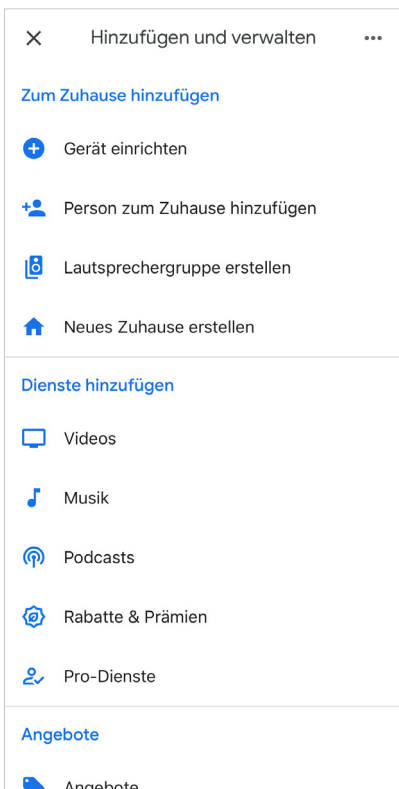 Hinzufügen und verwalten
Zum Zuhause hinzufügen
Gerät einrichten
Person zum Zuhause hinzufügen
Lautsprechergruppe erstellen
Neues Zuhause erstellen
Dienste hinzufügen
Videos
Musik
Podcasts
Rabatte & Prämien
Pro-Dienste
Angebote
Angebote